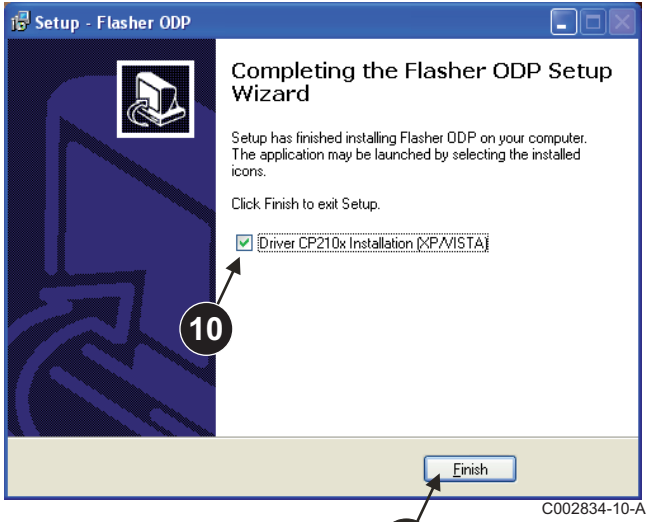 Setup - Flasher ODP
Completing the Flasher ODP Setup
Wizard
Setup has finished installing Flasher ODP on your computer.
The application may be launched by selecting the installed
icons.
Click Finish to exit Setup.
Driver CP210x Installation (XP/VISTA)
10
Finish
C002834-10-A